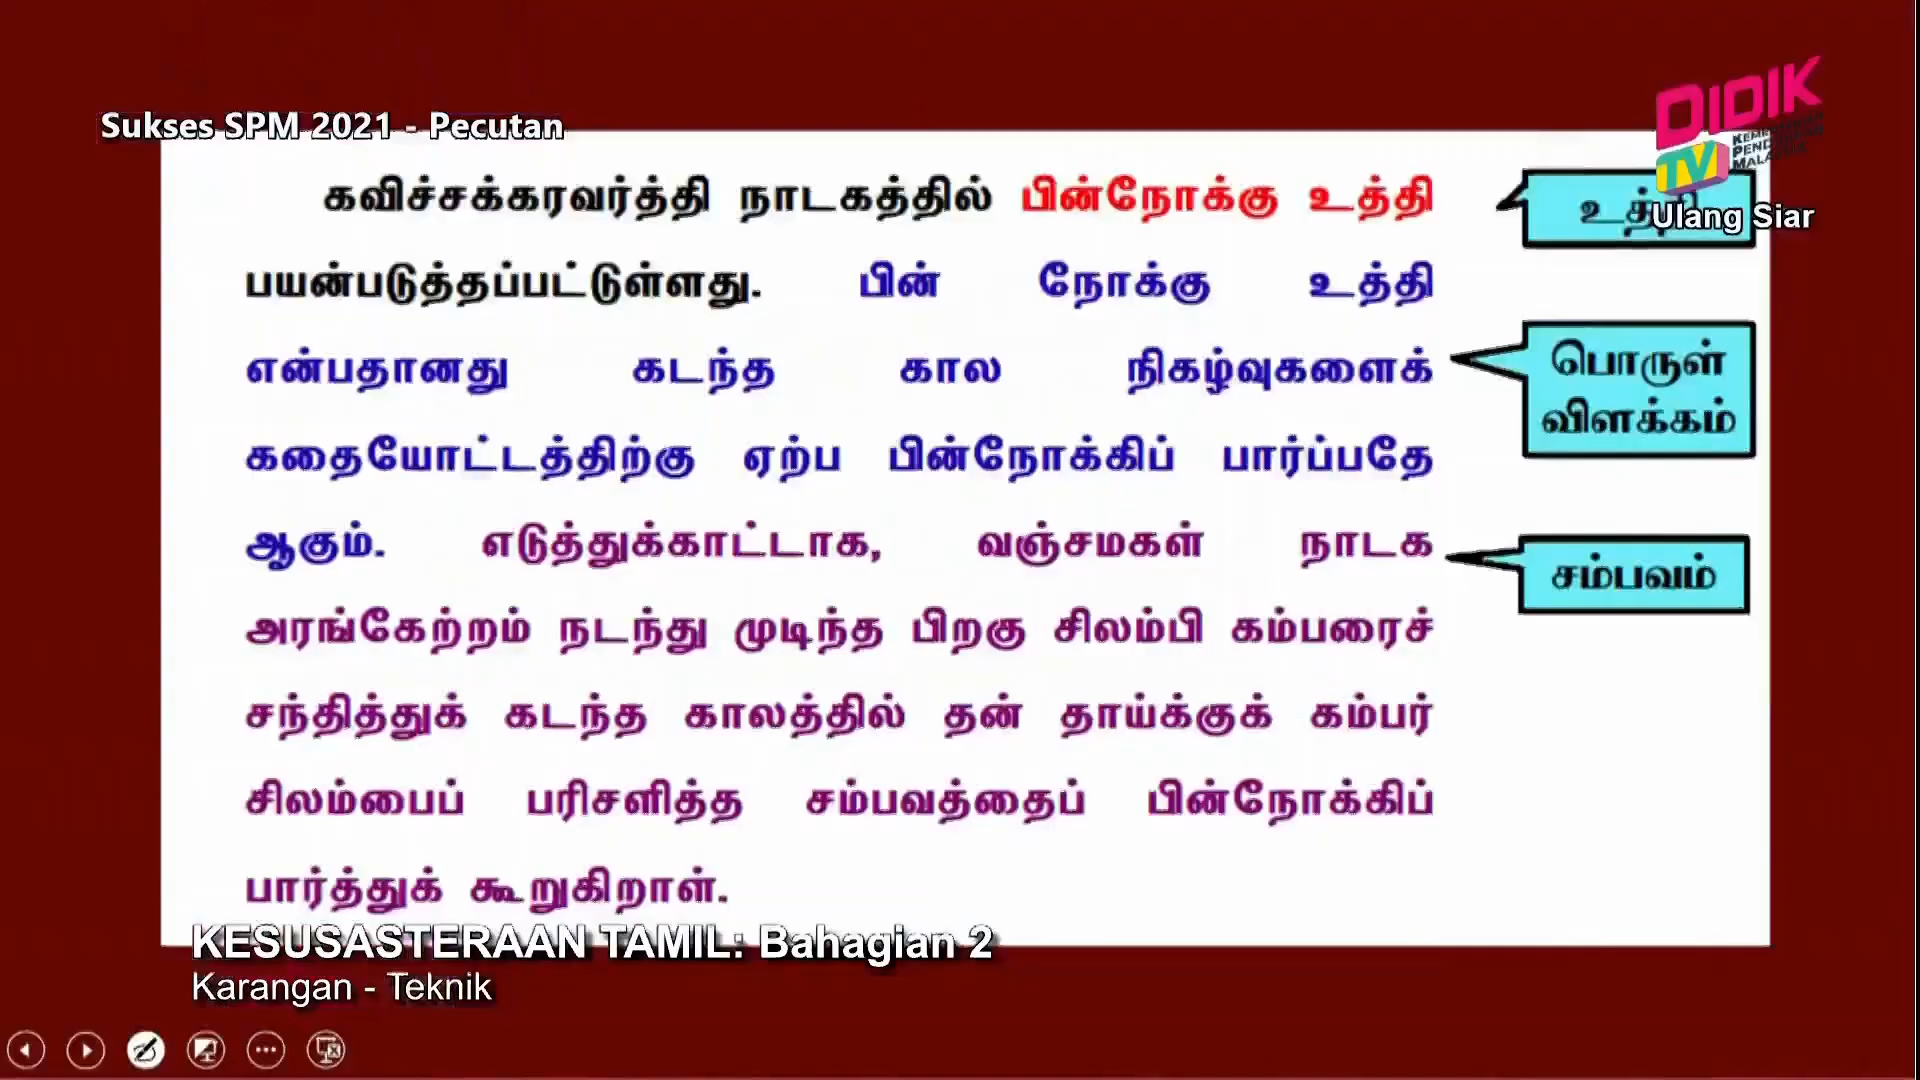 Sukses SPM 2021 - Pecutan
DIDIK
TV
KEMENTERIAN
PENDIDIKAN
MALAYSIA
Ulang Siar
கவிச்சக்கரவர்த்தி நாடகத்தில் பின்நோக்கு உத்தி
பயன்படுத்தப்பட்டுள்ளது. பின் நோக்கு உத்தி
என்பதானது கடந்த கால நிகழ்வுகளைக்
கதையோட்டத்திற்கு ஏற்ப பின்நோக்கிப் பார்ப்பதே
ஆகும். எடுத்துக்காட்டாக, வஞ்சமகள் நாடக
அரங்கேற்றம் நடந்து முடிந்த பிறகு சிலம்பி கம்பரைச்
சந்தித்துக் கடந்த காலத்தில் தன் தாய்க்குக் கம்பர்
சிலம்பைப் பரிசளித்த சம்பவத்தைப் பின்நோக்கிப்
பார்த்துக் கூறுகிறாள்.
பொருள்
விளக்கம்
சம்பவம்
KESUSASTERAAN TAMIL: Bahagian 2
Karangan - Teknik